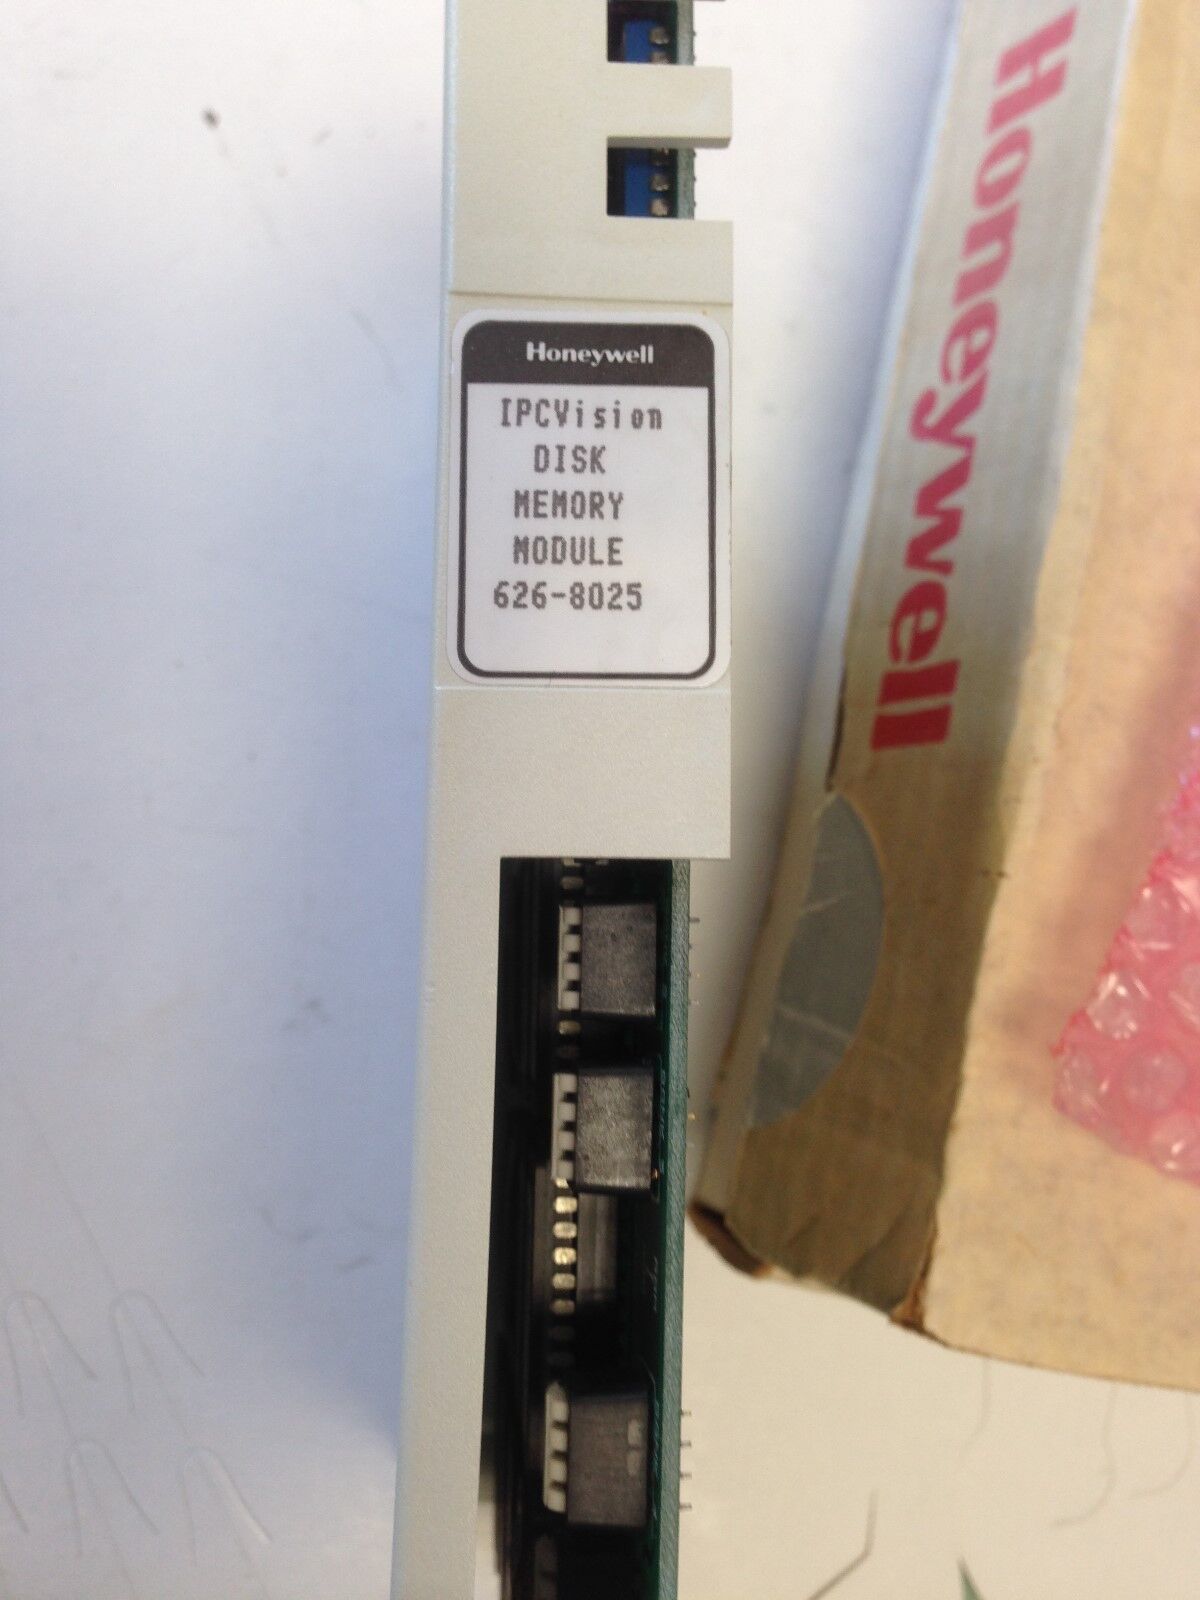 Honeywell
IPCVision
DISK
MEMORY
MODULE
626-8025
Honeywell